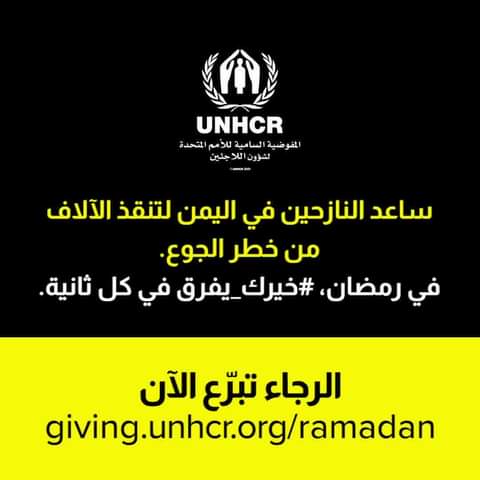 UNHCR
المفوضية السامية للأمم المتحدة
لشؤون اللاجئين
ساعد النازحين في اليمن لتنقذ الآلاف
من خطر الجوع.
في رمضان، #خيرك_يفرق في كل ثانية.
الرجاء تبرّع الآن
giving.unhcr.org/ramadan